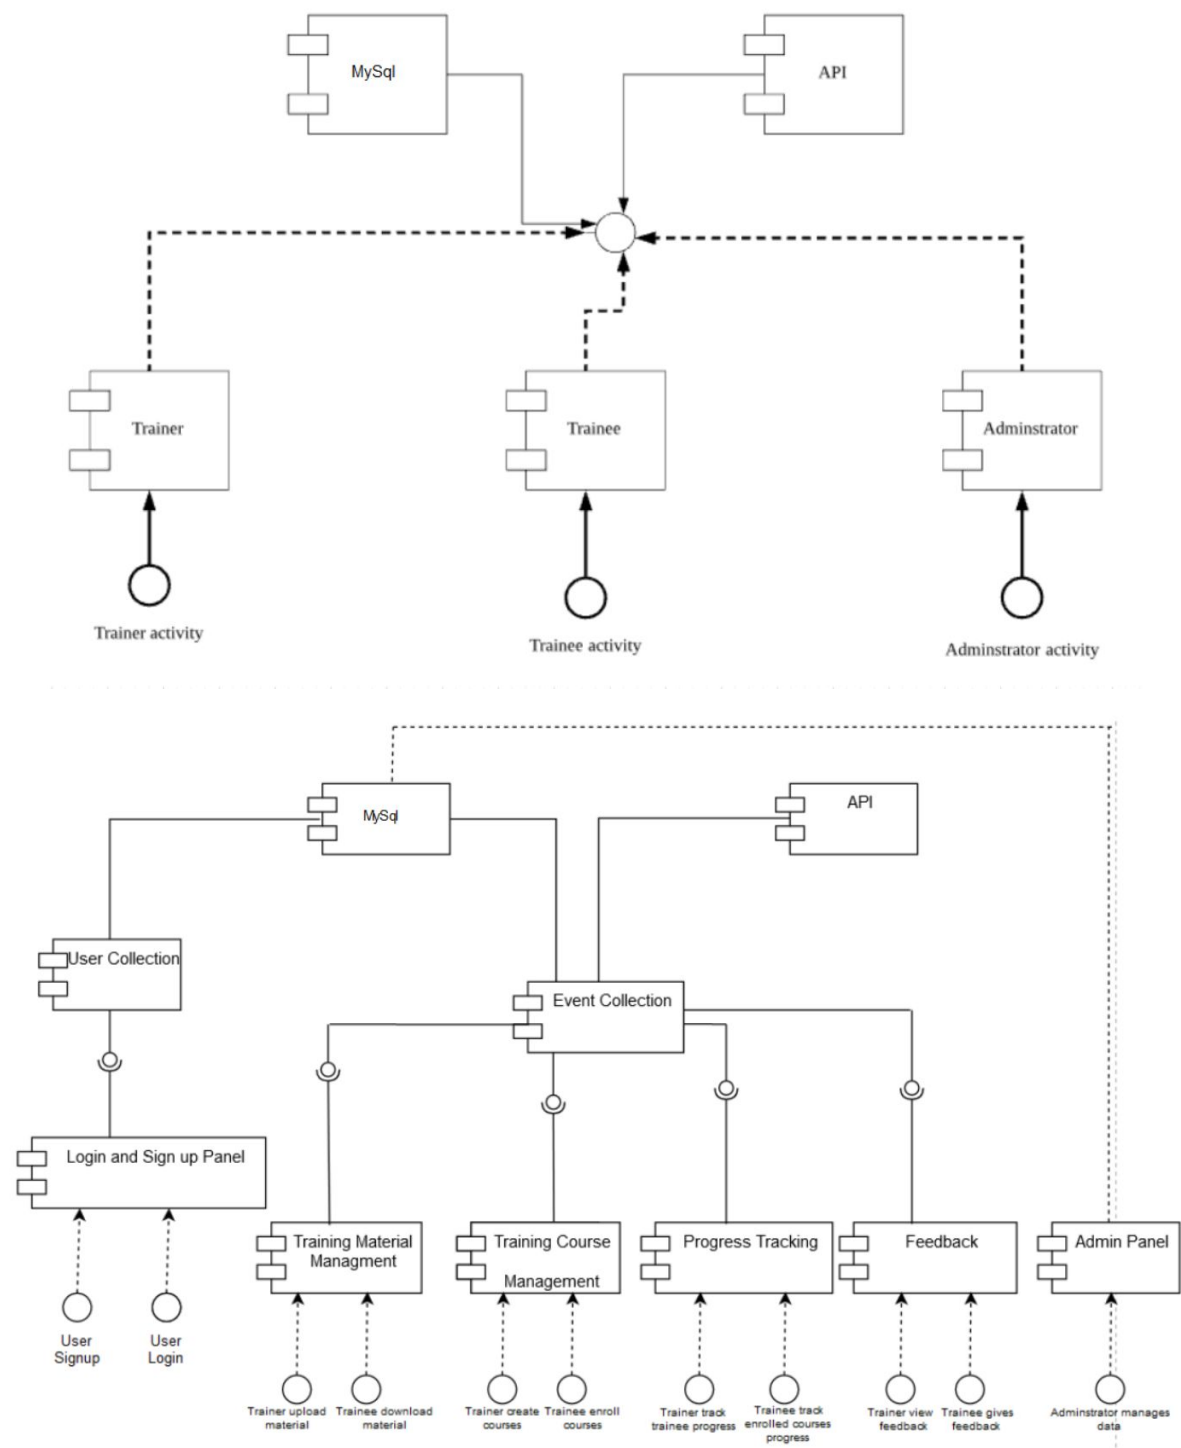 MySql
API
Trainer
Trainee
Adminstrator
Trainer activity
Trainee activity
Adminstrator activity
MySql
API
User Collection
Event Collection
Login and Sign up Panel
Training Material
Managment
Training Course
Management
Progress Tracking
Feedback
Admin Panel
User
Signup
User
Login
Trainer upload
material
Trainee download
material
Trainer create
courses
Trainee enroll
courses
Trainer track
trainee progress
Trainee track
enrolled courses
progress
Trainer view
feedback
Trainee gives
feedback
Adminstrator manages
data